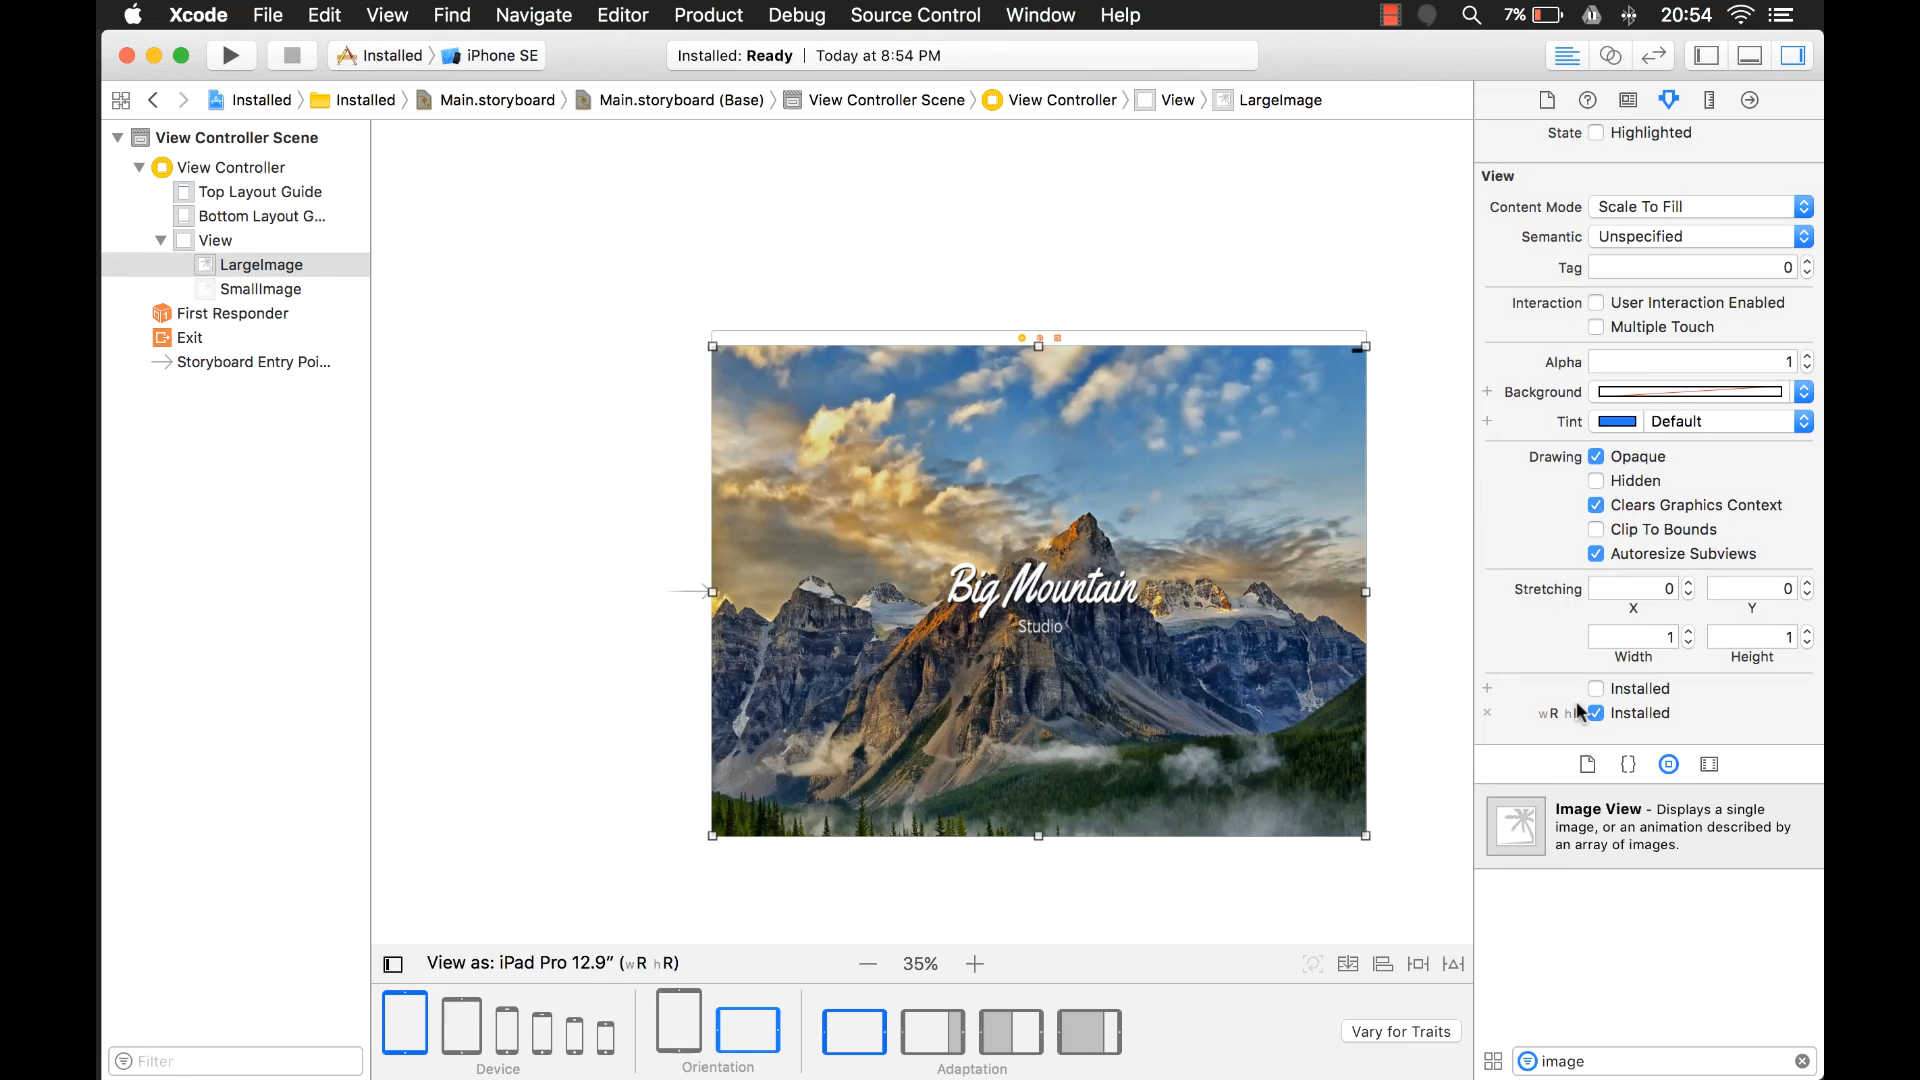 Xcode File Edit View Find Navigate Editor Product Debug Source Control Window Help 7% 20:54
Installed iPhone SE Installed: Ready | Today at 8:54 PM
Installed Installed Main.storyboard Main.storyboard (Base) View Controller Scene View Controller View LargeImage
View Controller Scene
View Controller
Top Layout Guide
Bottom Layout G...
View
LargeImage
SmallImage
First Responder
Exit
Storyboard Entry Poi...
Filter
Big Mountain
Studio
View as: iPad Pro 12.9” (wR hR) 35%
Device
Orientation
Adaptation
Vary for Traits
State Highlighted
View
Content Mode Scale To Fill
Semantic Unspecified
Tag 0
Interaction User Interaction Enabled
Multiple Touch
Alpha 1
Background
Tint Default
Drawing Opaque
Hidden
Clears Graphics Context
Clip To Bounds
Autoresize Subviews
Stretching 0 0
X Y
1 1
Width Height
Installed
wR h Installed
Image View - Displays a single
image, or an animation described by
an array of images.
image